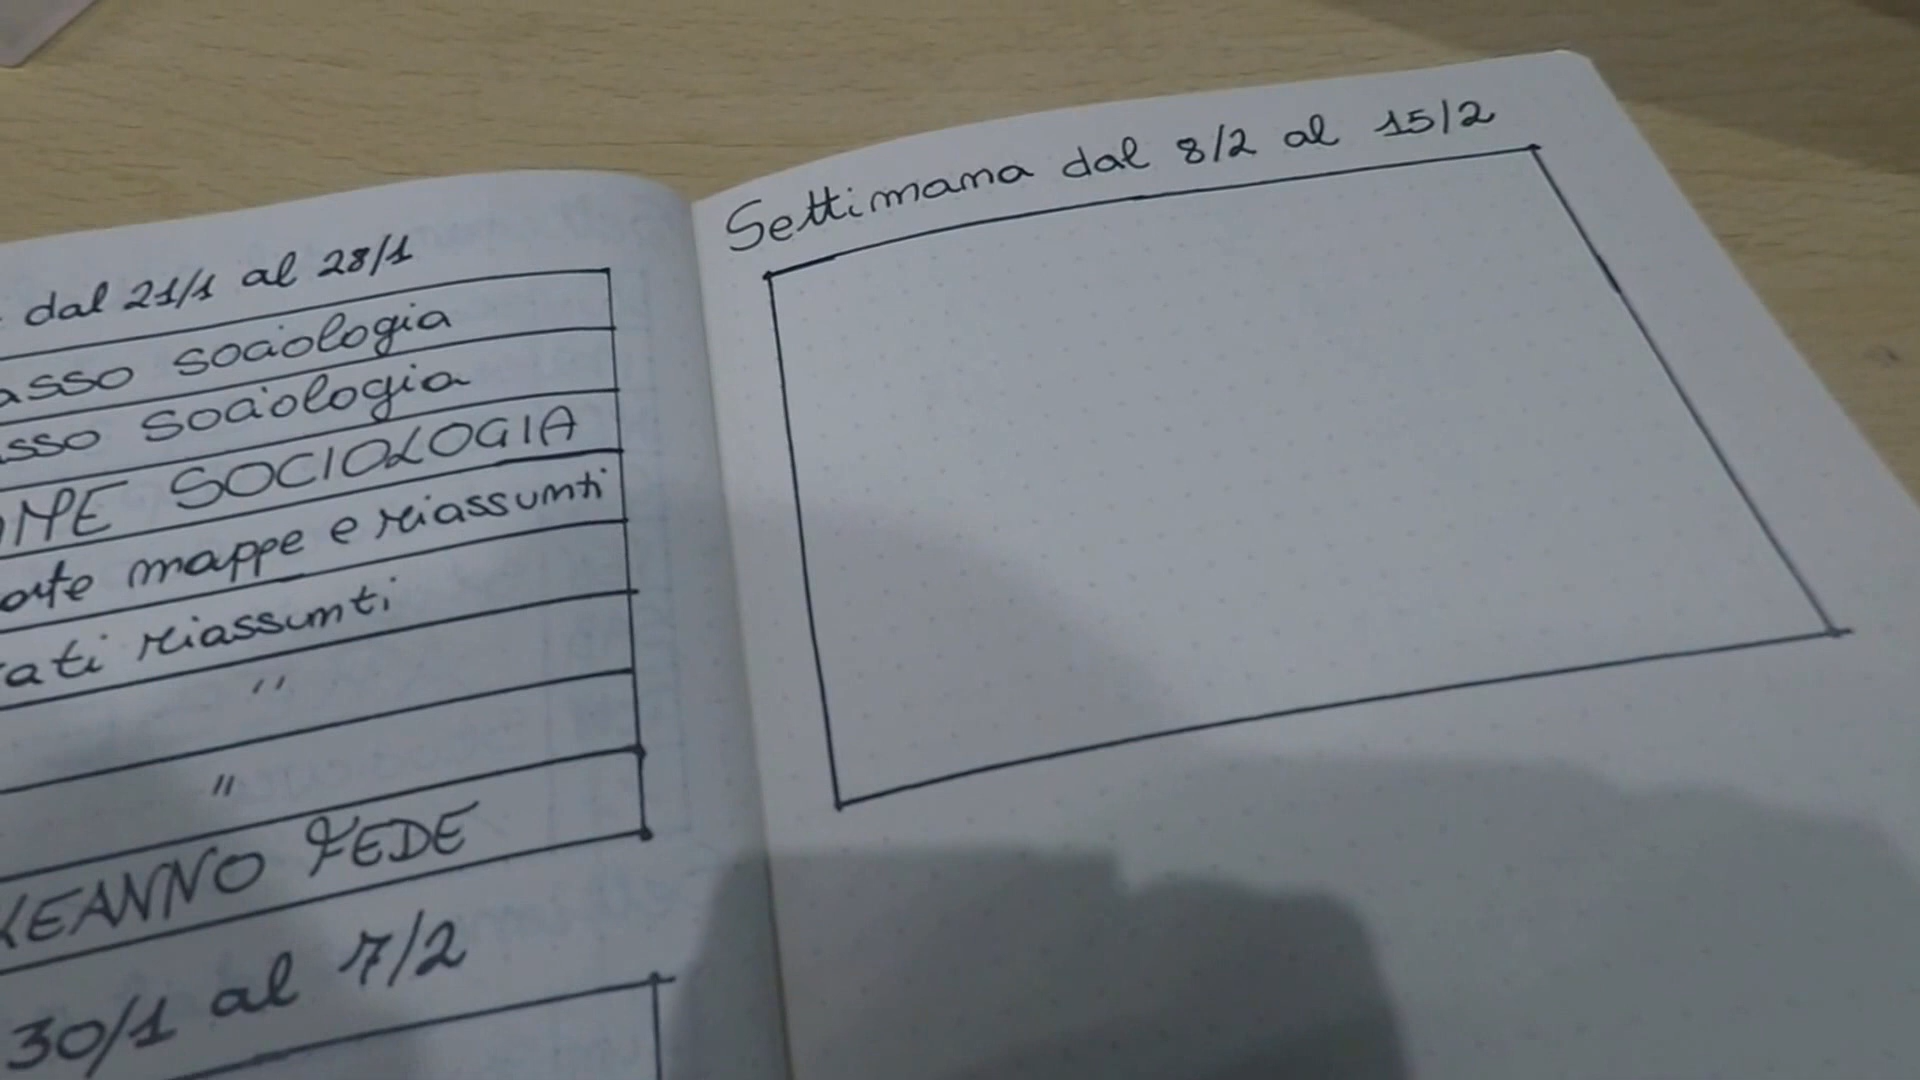 dal 21/1 al 28/1
sociologia
sociologia
SOCIOLOGIA
mappe e riassunti
riassunti
''
"
FEDE
30/1 al 7/2
Settimana dal 8/2 al 15/2